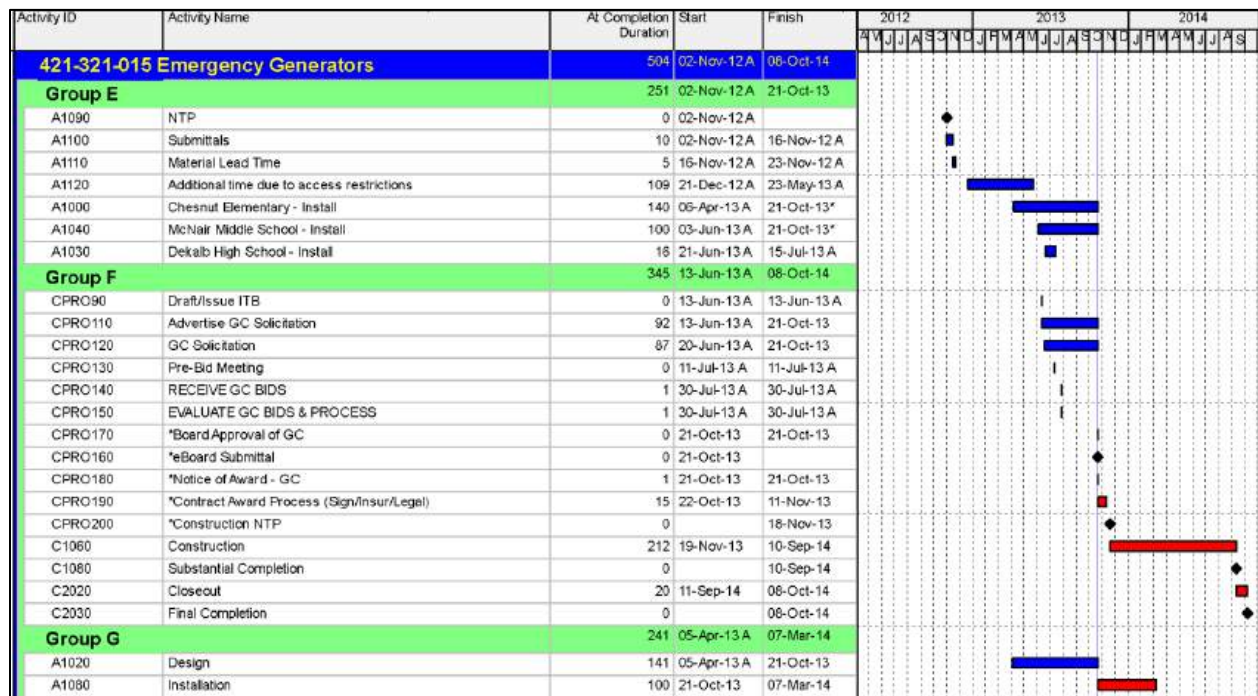 Activity ID Activity Name At Completion Duration Start Finish 2012 2013 2014
A M J J A S O N D J F M A M J J A S O N D J F M A M J J A S
421-321-015 Emergency Generators 504 02-Nov-12 A 08-Oct-14
Group E 251 02-Nov-12 A 21-Oct-13
A1090 NTP 0 02-Nov-12 A
A1100 Submittals 10 02-Nov-12 A 16-Nov-12 A
A1110 Material Lead Time 5 16-Nov-12 A 23-Nov-12 A
A1120 Additional time due to access restrictions 109 21-Dec-12 A 23-May-13 A
A1000 Chesnut Elementary - Install 140 06-Apr-13 A 21-Oct-13*
A1040 McNair Middle School - Install 100 03-Jun-13 A 21-Oct-13*
A1030 Dekalb High School - Install 16 21-Jun-13 A 15-Jul-13 A
Group F 345 13-Jun-13 A 08-Oct-14
CPRO90 Draft/Issue ITB 0 13-Jun-13 A 13-Jun-13 A
CPRO110 Advertise GC Solicitation 92 13-Jun-13 A 21-Oct-13
CPRO120 GC Solicitation 87 20-Jun-13 A 21-Oct-13
CPRO130 Pre-Bid Meeting 0 11-Jul-13 A 11-Jul-13 A
CPRO140 RECEIVE GC BIDS 1 30-Jul-13 A 30-Jul-13 A
CPRO150 EVALUATE GC BIDS & PROCESS 1 30-Jul-13 A 30-Jul-13 A
CPRO170 *Board Approval of GC 0 21-Oct-13 21-Oct-13
CPRO160 *eBoard Submittal 0 21-Oct-13
CPRO180 *Notice of Award - GC 1 21-Oct-13 21-Oct-13
CPRO190 *Contract Award Process (Sign/Insur/Legal) 15 22-Oct-13 11-Nov-13
CPRO200 *Construction NTP 0 18-Nov-13
C1060 Construction 212 19-Nov-13 10-Sep-14
C1080 Substantial Completion 0 10-Sep-14
C2020 Closeout 20 11-Sep-14 08-Oct-14
C2030 Final Completion 0 08-Oct-14
Group G 241 05-Apr-13 A 07-Mar-14
A1020 Design 141 05-Apr-13 A 21-Oct-13
A1080 Installation 100 21-Oct-13 07-Mar-14